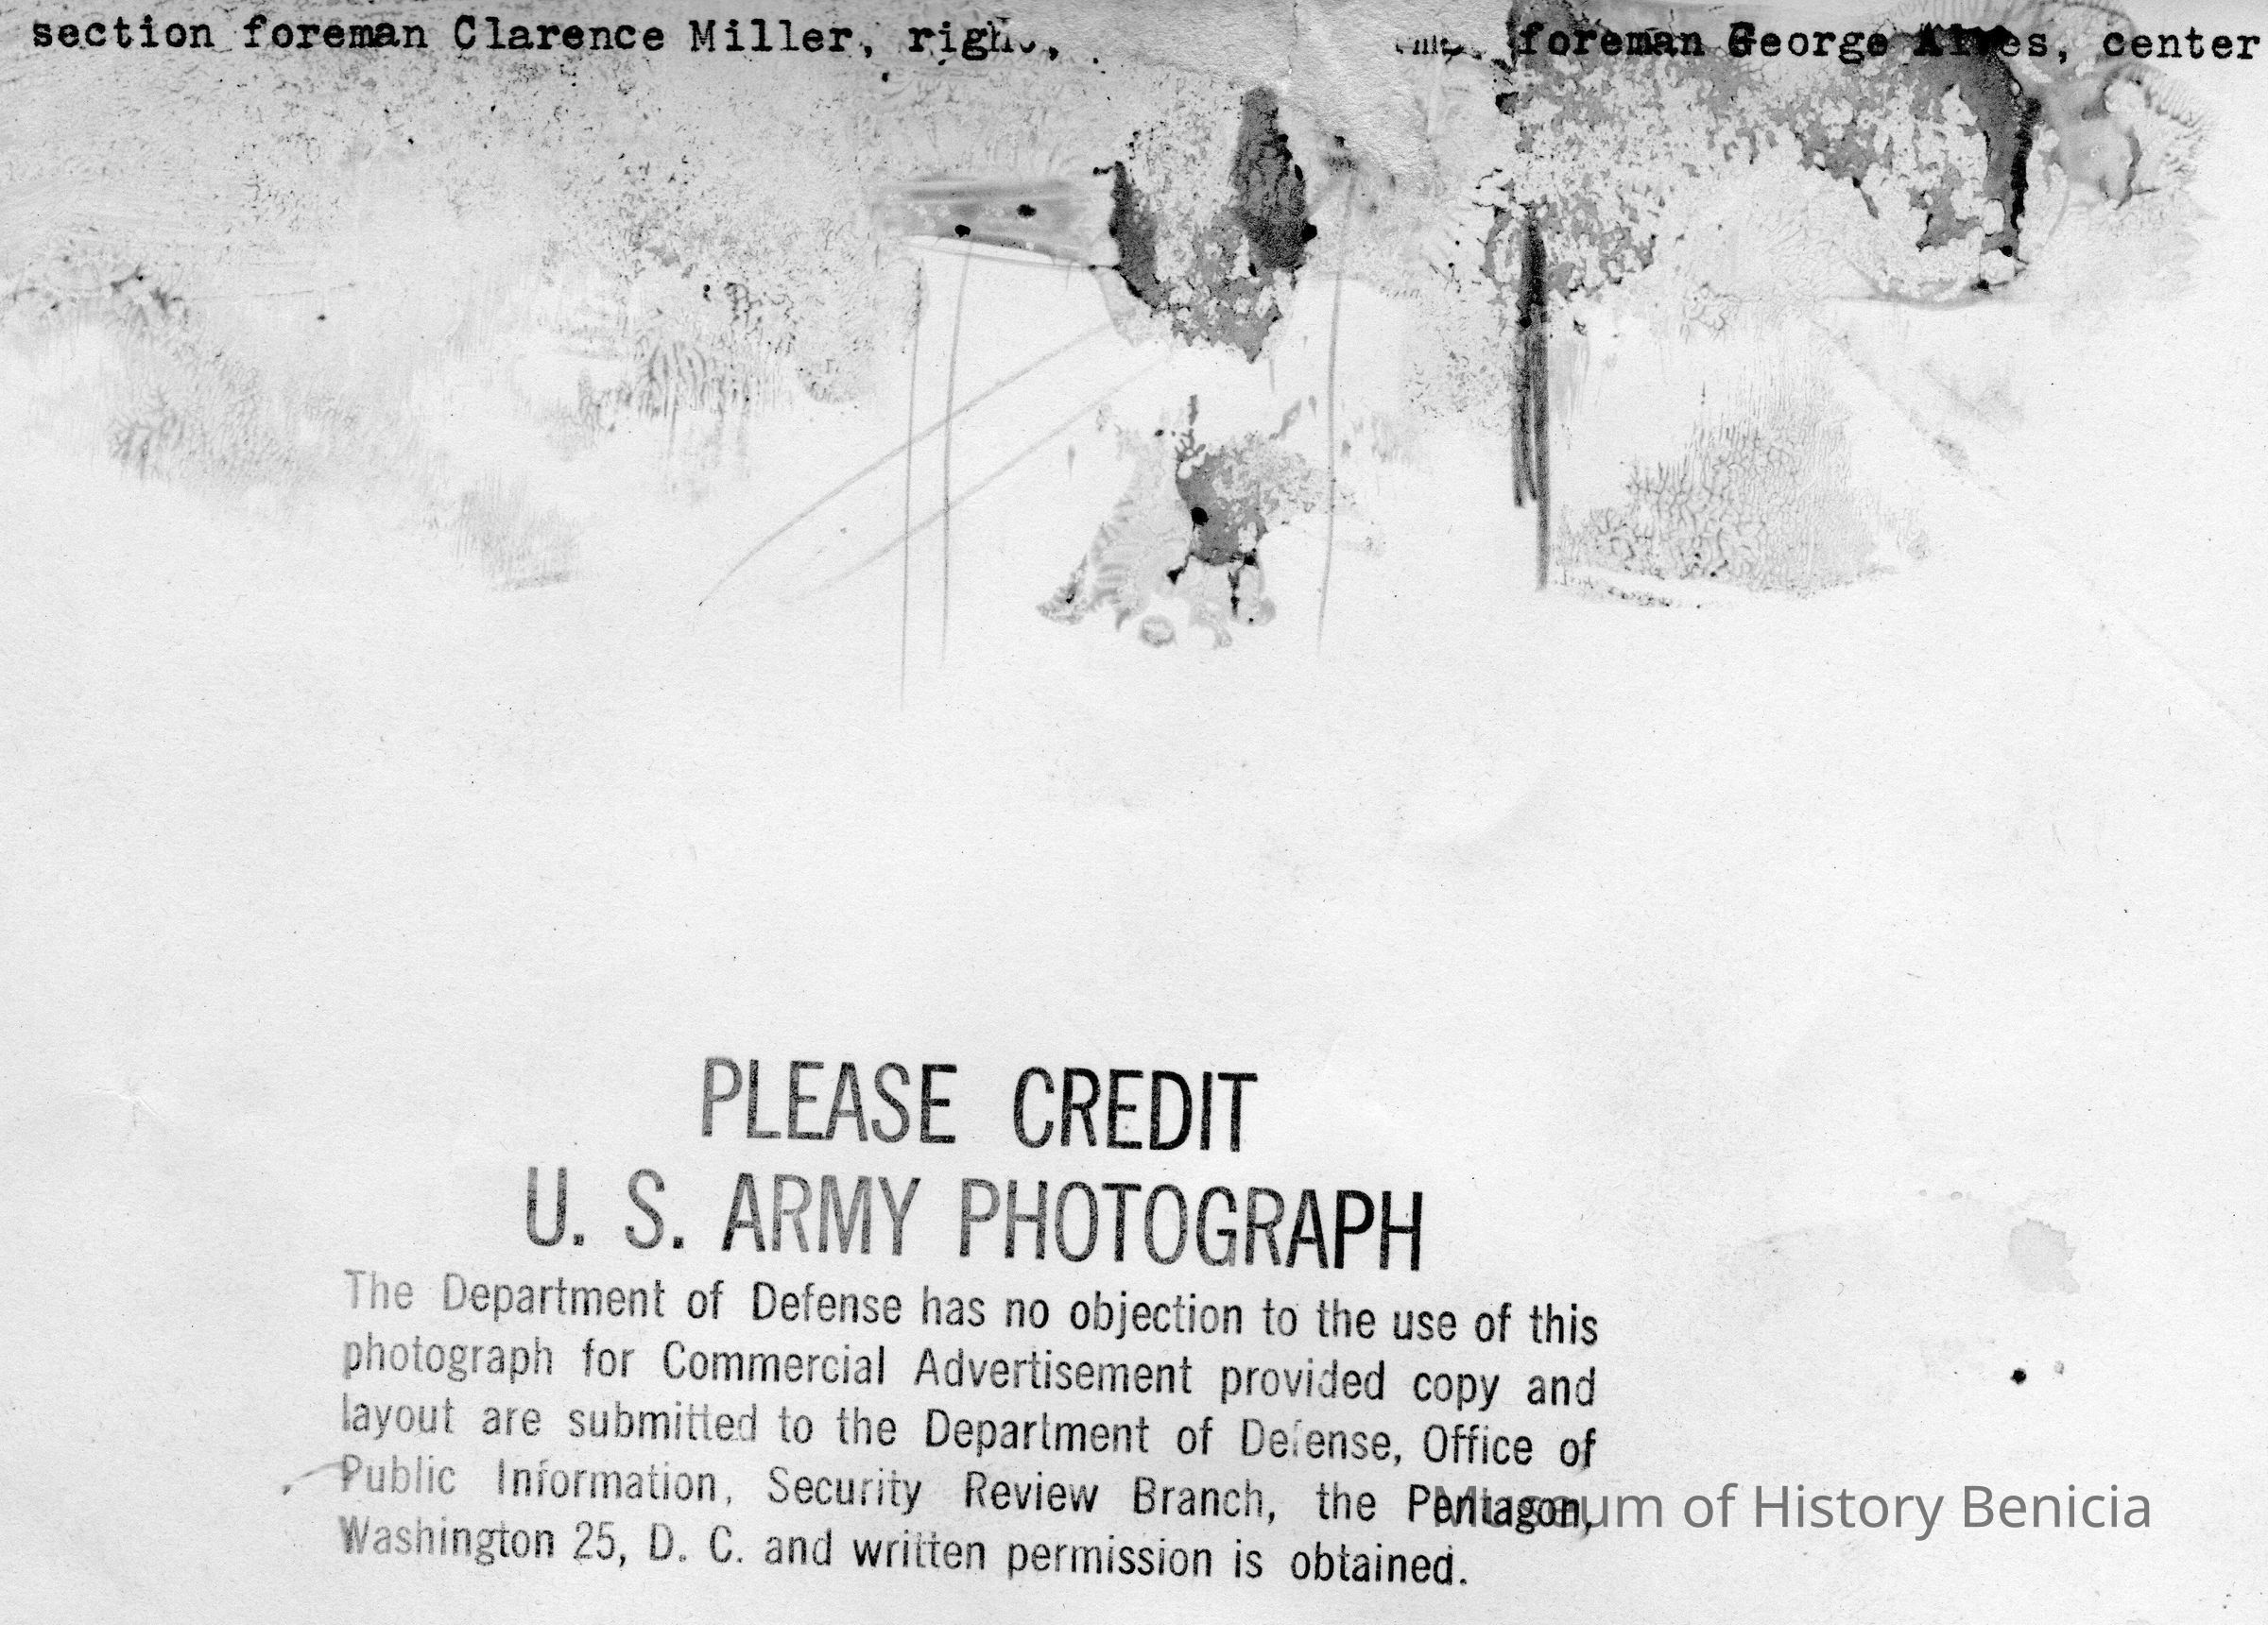 section foreman Clarence Miller, right, foreman George Alves, center
PLEASE CREDIT
U. S. ARMY PHOTOGRAPH
The Department of Defense has no objection to the use of this
photograph for Commercial Advertisement provided copy and
layout are submitted to the Department of Defense, Office of
Public Information, Security Review Branch, the Pentagon,
Washington 25, D. C. and written permission is obtained.
Museum of History Benicia